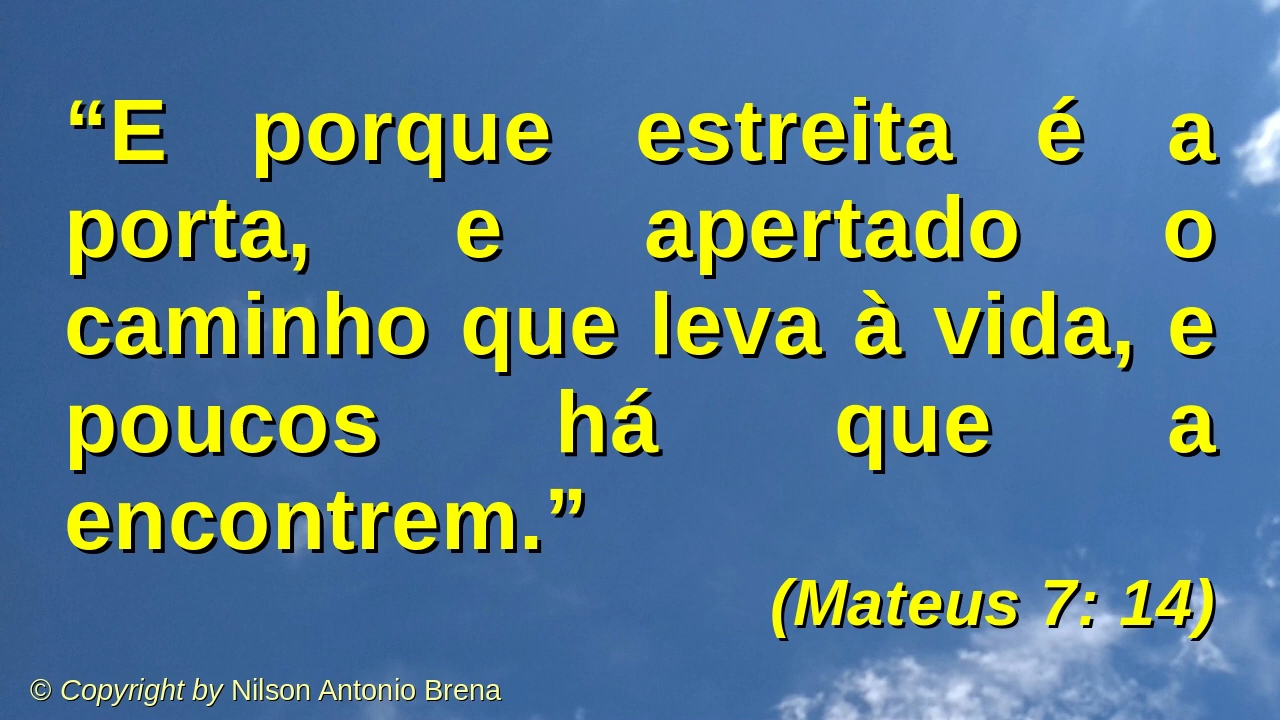 “E porque estreita é a
porta, e apertado o
caminho que leva à vida, e
poucos há que a
encontrem.”
(Mateus 7: 14)
© Copyright by Nilson Antonio Brena